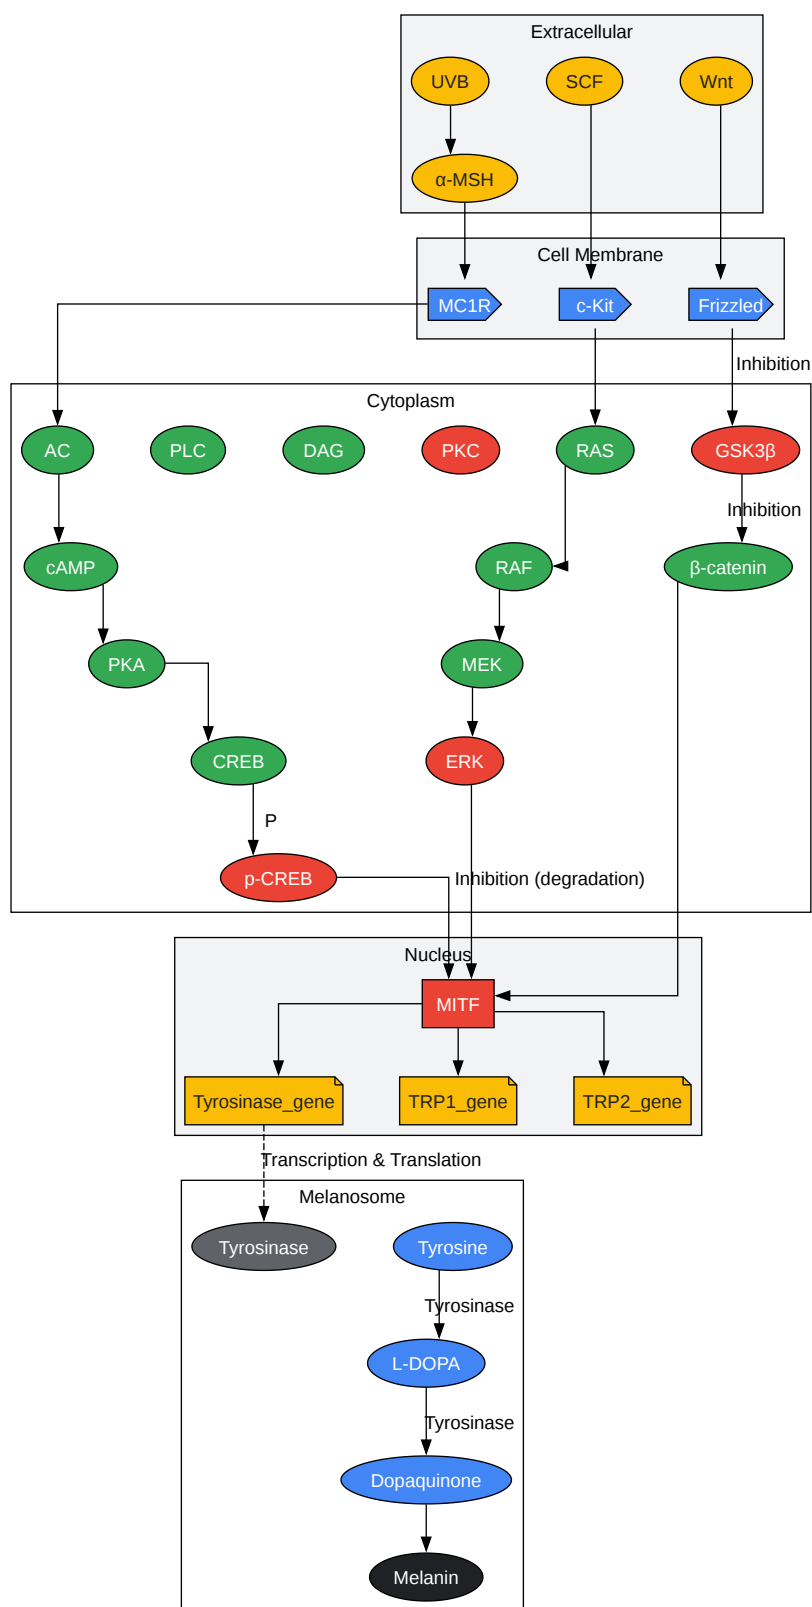 Extracellular
UVB
SCF
Wnt
α-MSH
Cell Membrane
MC1R
c-Kit
Frizzled
Inhibition
Cytoplasm
AC
PLC
DAG
PKC
RAS
GSK3β
Inhibition
cAMP
RAF
β-catenin
PKA
MEK
CREB
ERK
P
p-CREB
Inhibition (degradation)
Nucleus
MITF
Tyrosinase_gene
TRP1_gene
TRP2_gene
Transcription & Translation
Melanosome
Tyrosinase
Tyrosine
Tyrosinase
L-DOPA
Tyrosinase
Dopaquinone
Melanin